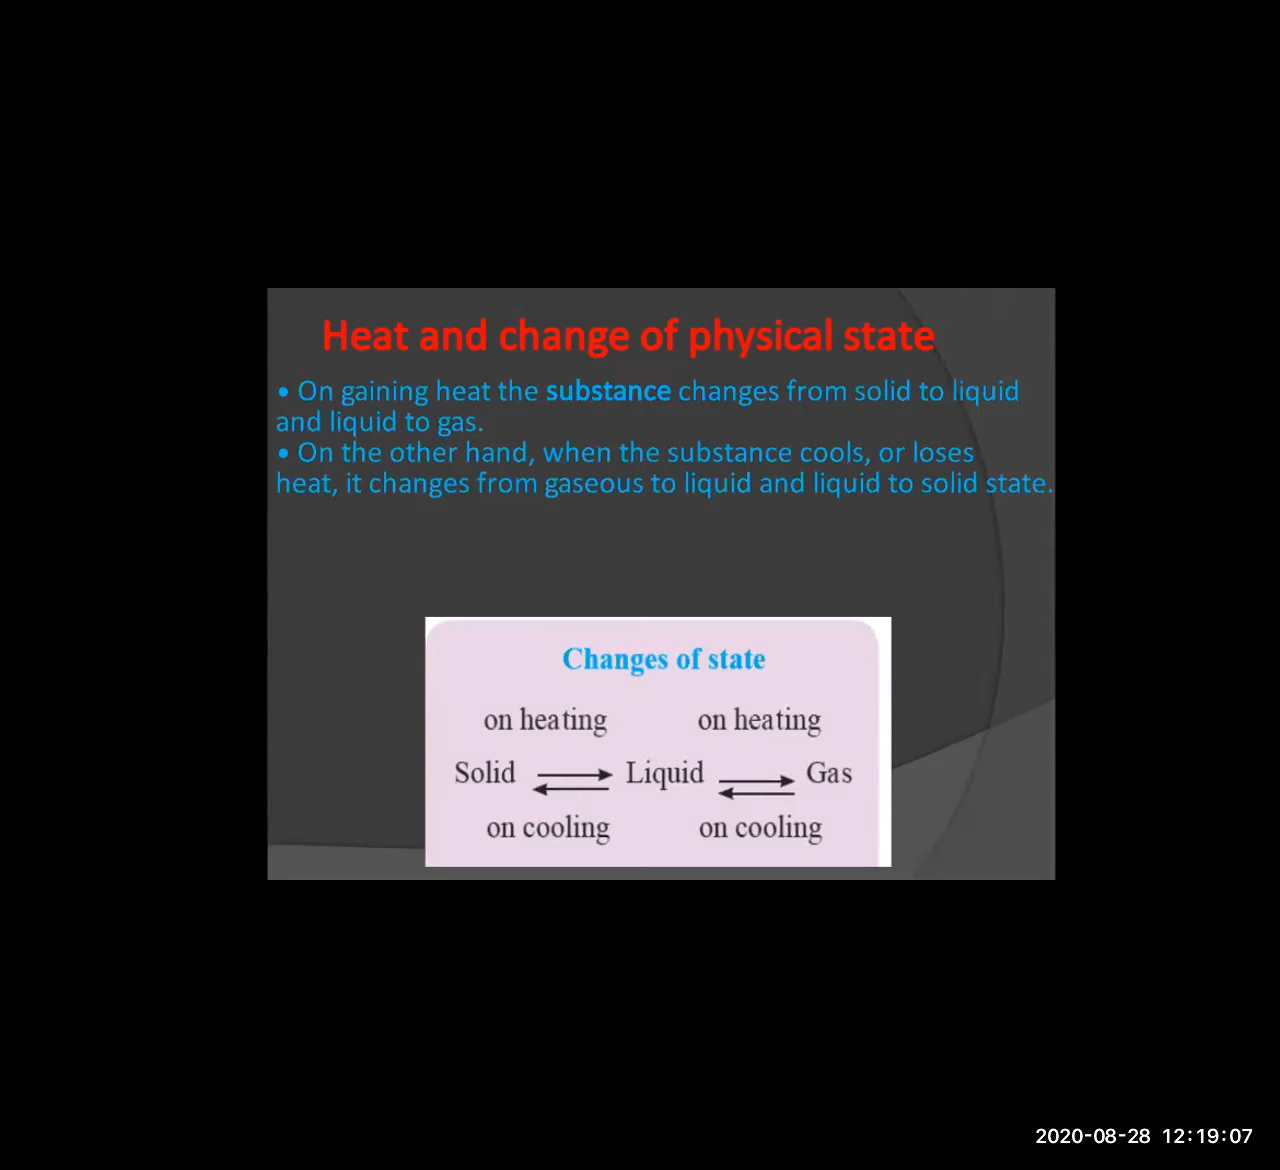 Heat and change of physical state
• On gaining heat the substance changes from solid to liquid
and liquid to gas.
• On the other hand, when the substance cools, or loses
heat, it changes from gaseous to liquid and liquid to solid state.
Changes of state
on heating on heating
Solid Liquid Gas
on cooling on cooling
2020-08-28 12:19:07